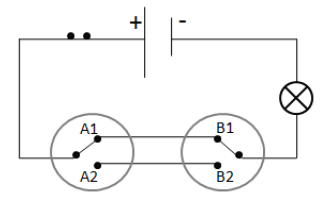 + -
A1 B1
A2 B2